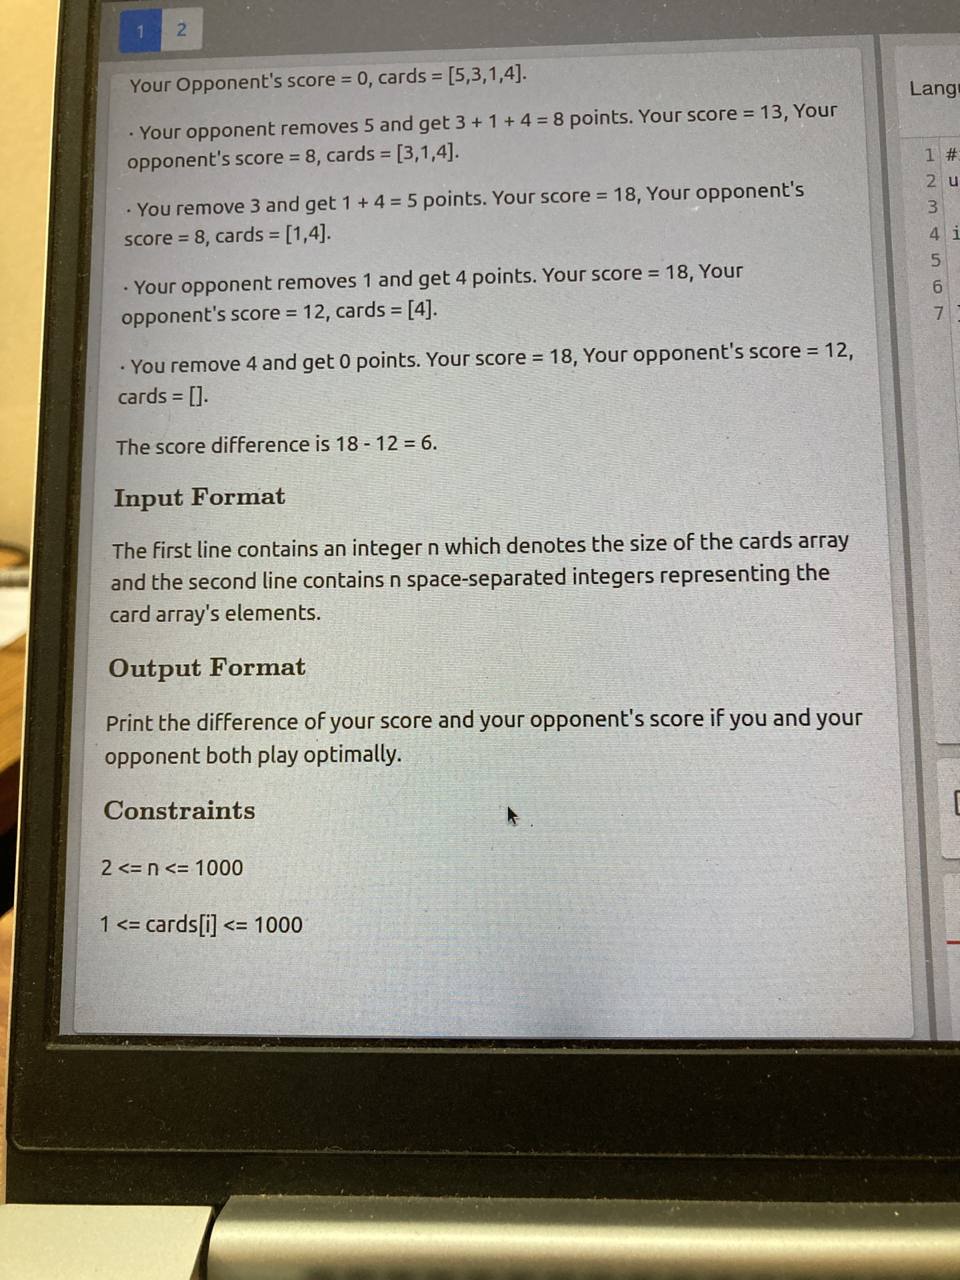 1 2
Your Opponent's score = 0, cards = [5,3,1,4].
· Your opponent removes 5 and get 3 + 1 + 4 = 8 points. Your score = 13, Your
opponent's score = 8, cards = [3,1,4].
· You remove 3 and get 1 + 4 = 5 points. Your score = 18, Your opponent's
score = 8, cards = [1,4].
· Your opponent removes 1 and get 4 points. Your score = 18, Your
opponent's score = 12, cards = [4].
· You remove 4 and get 0 points. Your score = 18, Your opponent's score = 12,
cards = [].
The score difference is 18 - 12 = 6.
Input Format
The first line contains an integer n which denotes the size of the cards array
and the second line contains n space-separated integers representing the
card array's elements.
Output Format
Print the difference of your score and your opponent's score if you and your
opponent both play optimally.
Constraints
2 <= n <= 1000
1 <= cards[i] <= 1000
Lang
1 #
2 u
3
4 i
5
6
7